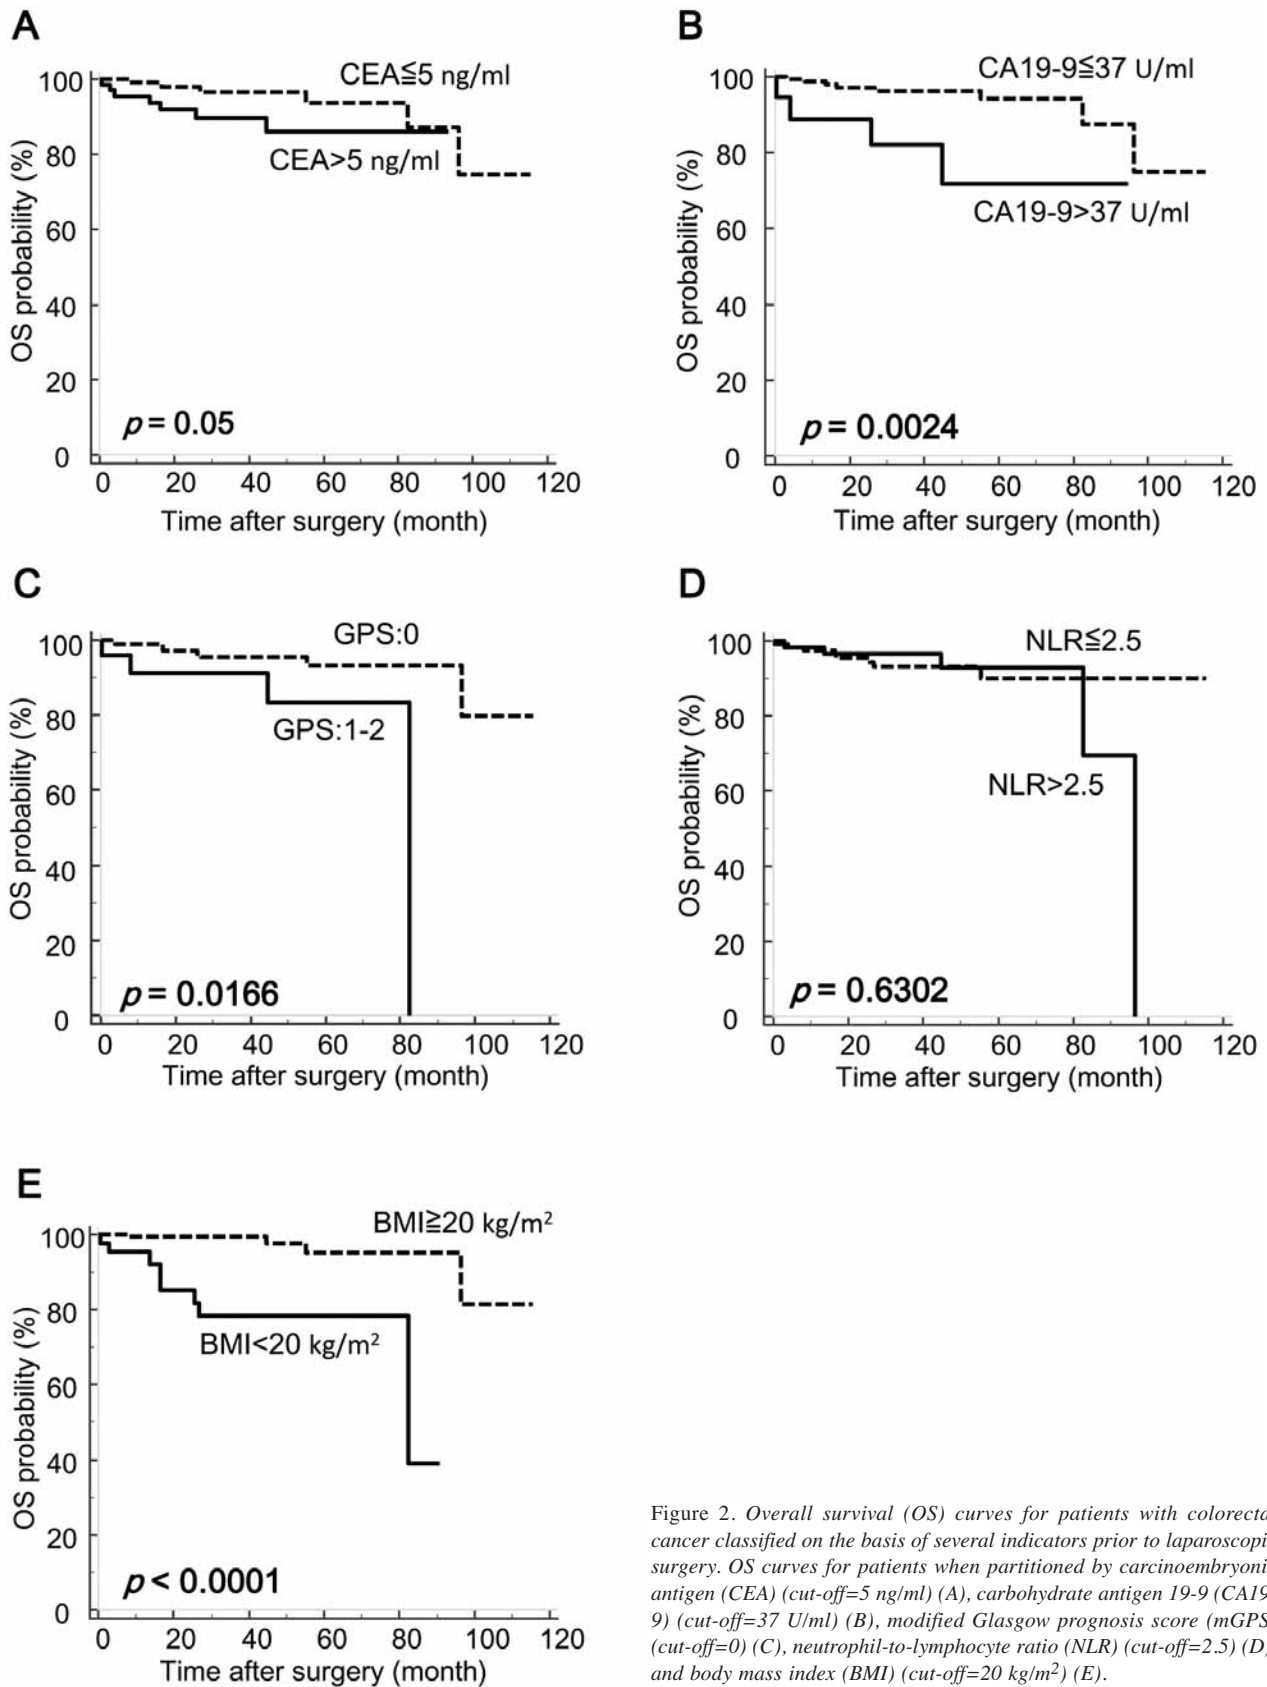 A
100
80
60
40
20
0
OS probability (%)
CEA≦5 ng/ml
CEA>5 ng/ml
p = 0.05
0 20 40 60 80 100 120
Time after surgery (month)
B
100
80
60
40
20
0
OS probability (%)
CA19-9≦37 U/ml
CA19-9>37 U/ml
p = 0.0024
0 20 40 60 80 100 120
Time after surgery (month)
C
100
80
60
40
20
0
OS probability (%)
GPS:0
GPS:1-2
p = 0.0166
0 20 40 60 80 100 120
Time after surgery (month)
D
100
80
60
40
20
0
OS probability (%)
NLR≦2.5
NLR>2.5
p = 0.6302
0 20 40 60 80 100 120
Time after surgery (month)
E
100
80
60
40
20
0
OS probability (%)
BMI≧20 kg/m²
BMI<20 kg/m²
p < 0.0001
0 20 40 60 80 100 120
Time after surgery (month)
Figure 2. Overall survival (OS) curves for patients with colorecta
cancer classified on the basis of several indicators prior to laparoscopi
surgery. OS curves for patients when partitioned by carcinoembryoni
antigen (CEA) (cut-off=5 ng/ml) (A), carbohydrate antigen 19-9 (CA19
9) (cut-off=37 U/ml) (B), modified Glasgow prognosis score (mGPS
(cut-off=0) (C), neutrophil-to-lymphocyte ratio (NLR) (cut-off=2.5) (D)
and body mass index (BMI) (cut-off=20 kg/m²) (E).